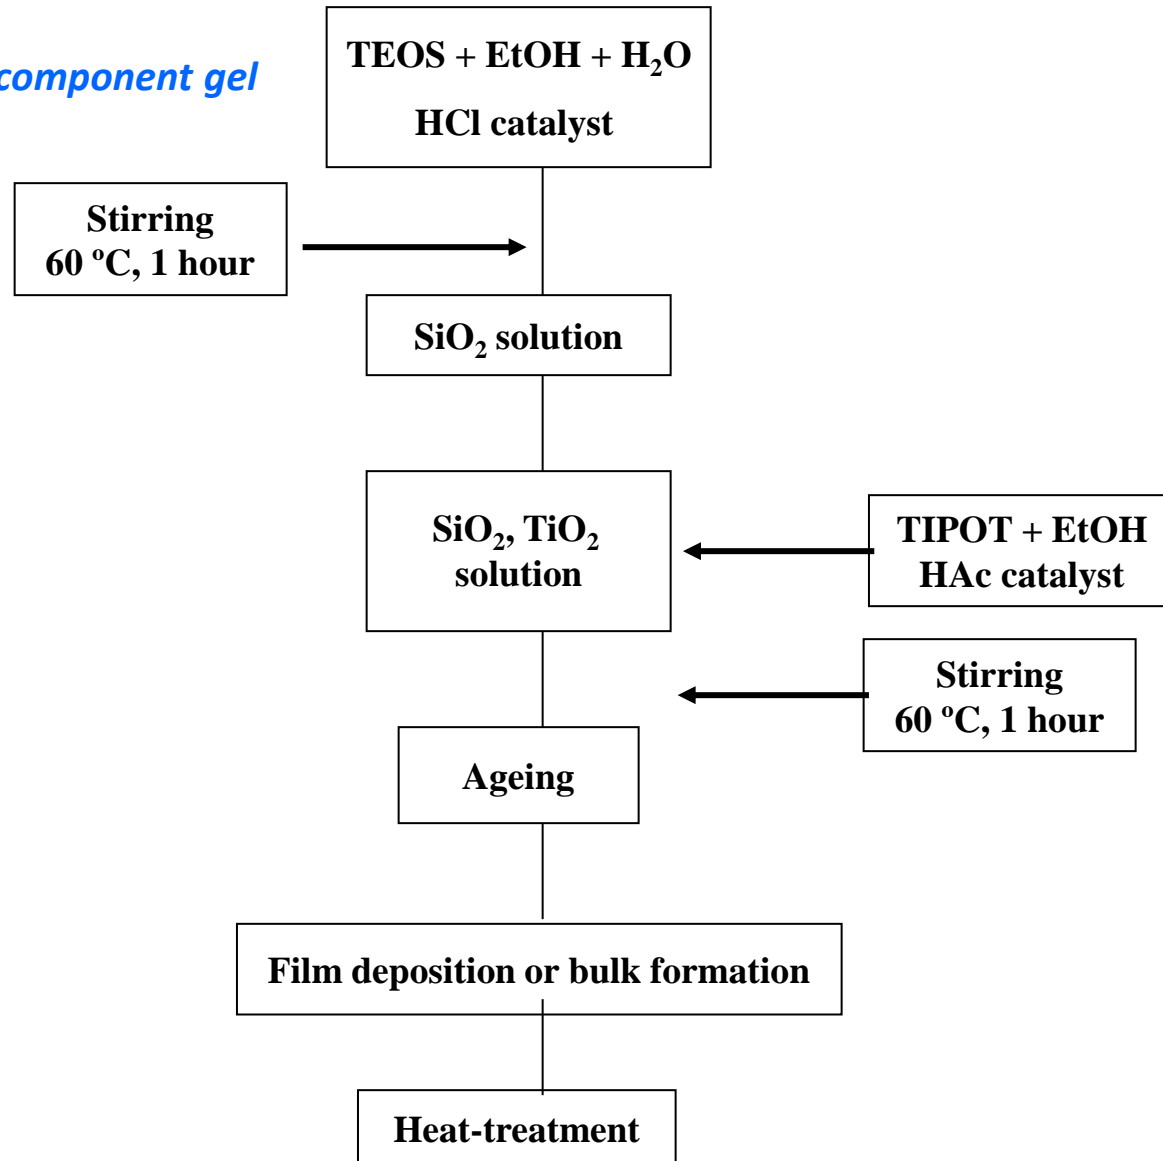 component gel
TEOS + EtOH + H₂O
HCl catalyst
Stirring
60 ºC, 1 hour
SiO₂ solution
SiO₂, TiO₂
solution
TIPOT + EtOH
HAc catalyst
Stirring
60 ºC, 1 hour
Ageing
Film deposition or bulk formation
Heat-treatment